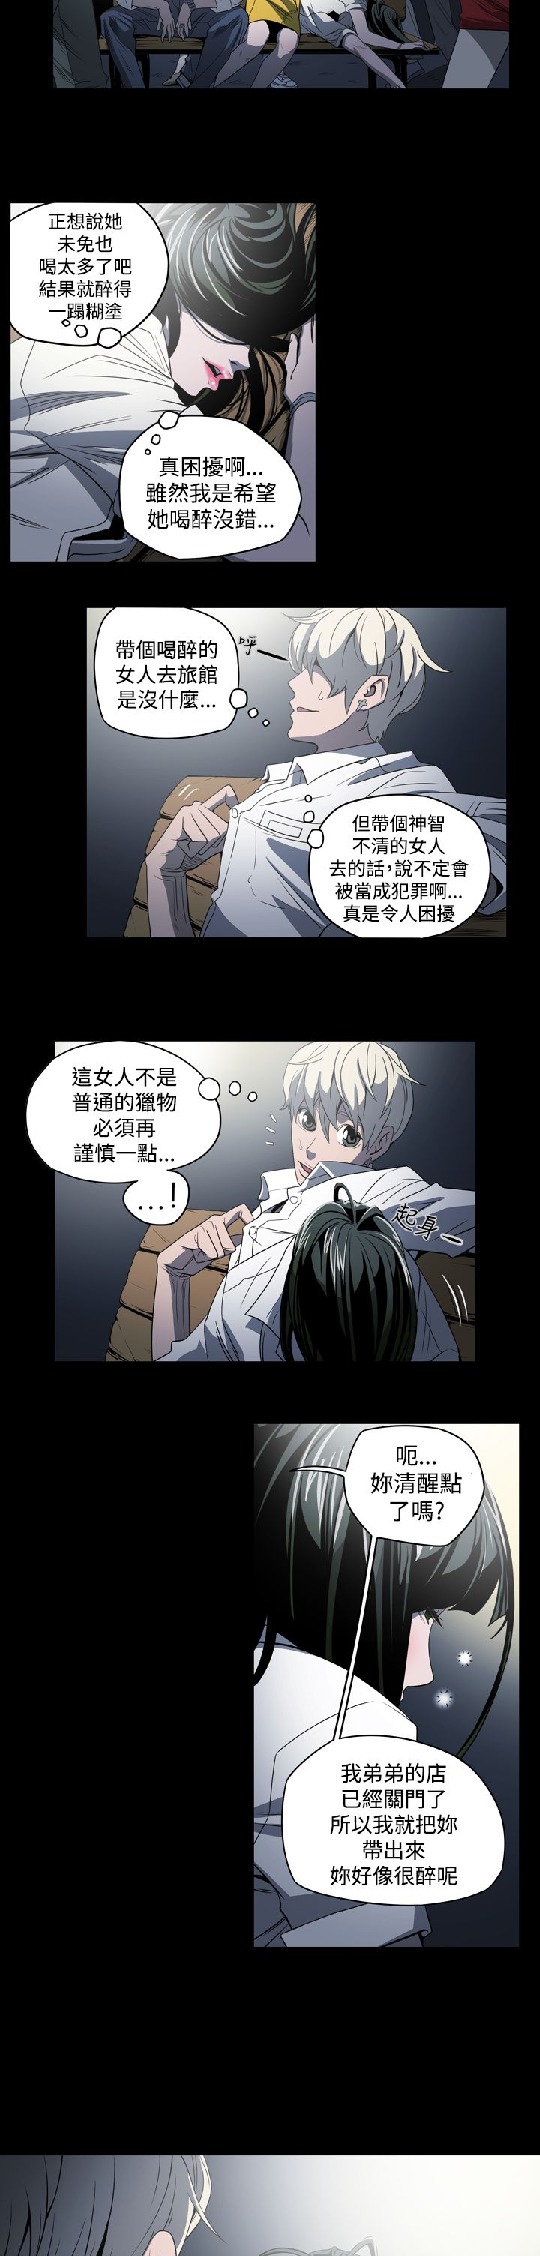 正想說她
未免也
喝太多了吧
結果就醉得
一蹋糊塗
真困擾啊...
雖然我是希望
她喝醉沒錯...
呼
帶個喝醉的
女人去旅館
是沒什麼...
但帶個神智
不清的女人
去的話,說不定會
被當成犯罪啊...
真是令人困擾
這女人不是
普通的獵物
必須再
謹慎一點...
...!
起身
呃...
妳清醒點
了嗎?
我弟弟的店
已經關門了
所以我就把妳
帶出來
妳好像很醉呢